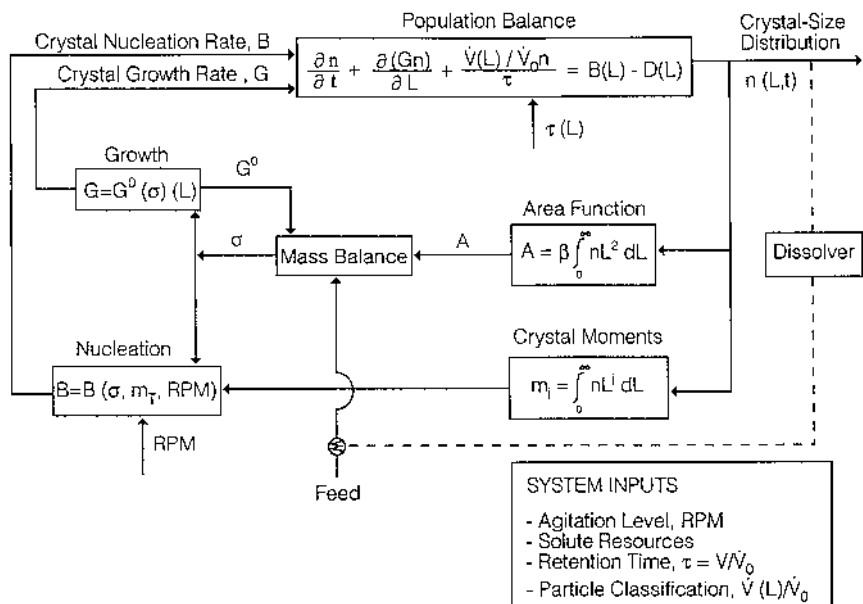 Population Balance
Crystal-Size
Distribution
Crystal Nucleation Rate, B
Crystal Growth Rate, G
∂n/∂t + ∂(Gn)/∂L + V̇(L)/V̇₀n/τ = B(L) - D(L)
n (L,t)
τ (L)
Growth
G=G⁰ (σ) (L)
G⁰
Area Function
A = β∫₀^∞ nL² dL
A
Mass Balance
σ
Dissolver
Nucleation
B=B (σ, m_T, RPM)
RPM
Crystal Moments
m_j = ∫₀^∞ nL^j dL
Feed
SYSTEM INPUTS
- Agitation Level, RPM
- Solute Resources
- Retention Time, τ = V/V̇₀
- Particle Classification, V̇ (L)/V̇₀